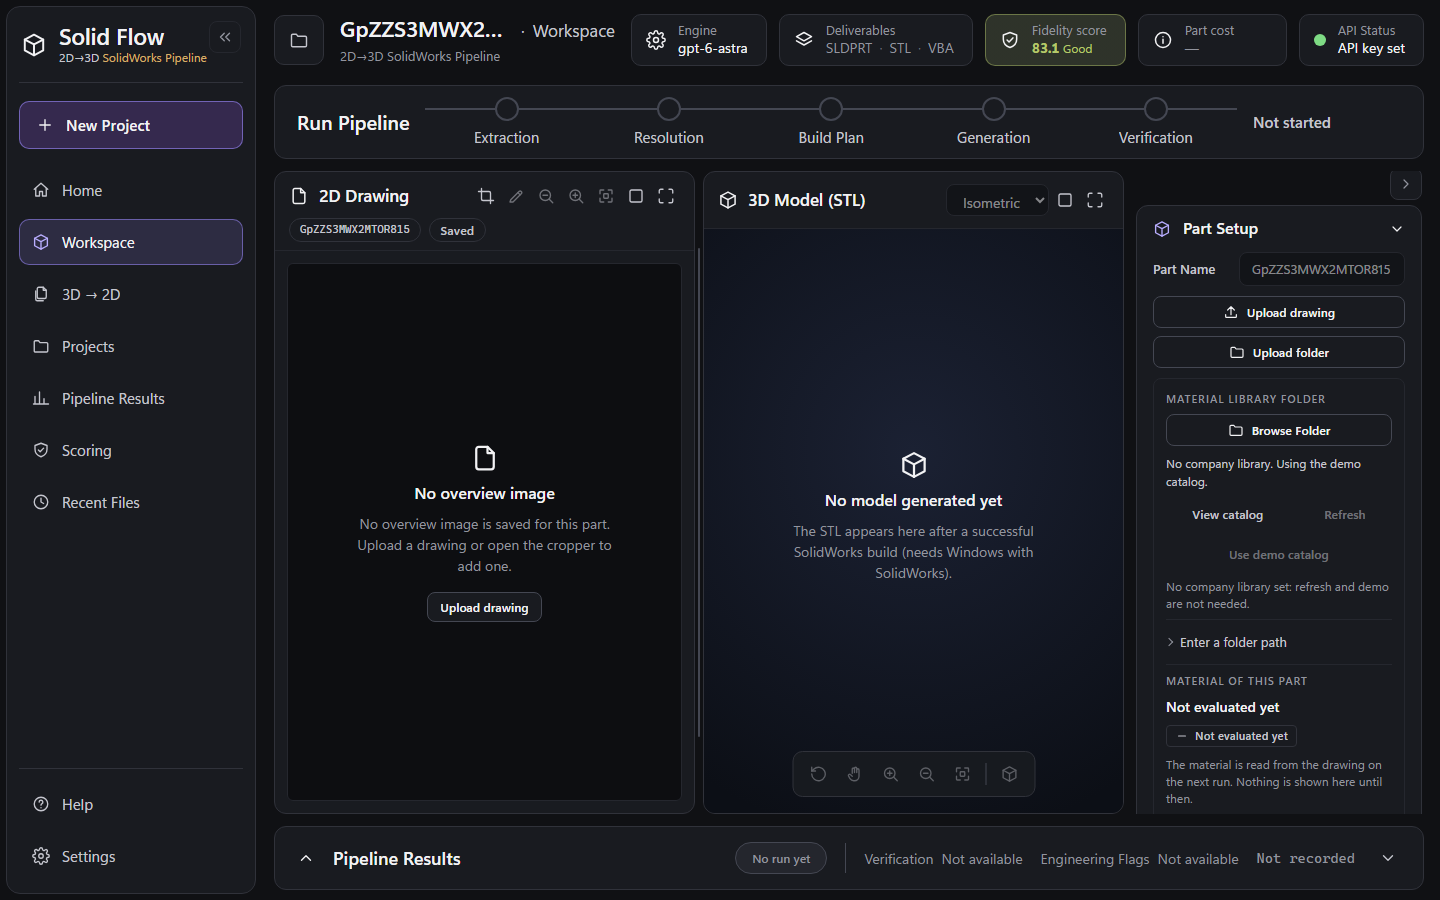 Solid Flow
2D→3D SolidWorks Pipeline
New Project
Home
Workspace
3D → 2D
Projects
Pipeline Results
Scoring
Recent Files
Help
Settings
GpZZS3MWX2... · Workspace
2D→3D SolidWorks Pipeline
Engine
gpt-6-astra
Deliverables
SLDPRT · STL · VBA
Fidelity score
83.1 Good
Part cost
—
API Status
API key set
Run Pipeline
Extraction
Resolution
Build Plan
Generation
Verification
Not started
2D Drawing
GpZZS3MWX2MTOR815
Saved
No overview image
No overview image is saved for this part.
Upload a drawing or open the cropper to
add one.
Upload drawing
3D Model (STL)
Isometric
No model generated yet
The STL appears here after a successful
SolidWorks build (needs Windows with
SolidWorks).
Part Setup
Part Name
GpZZS3MWX2MTOR815
Upload drawing
Upload folder
MATERIAL LIBRARY FOLDER
Browse Folder
No company library. Using the demo
catalog.
View catalog
Refresh
Use demo catalog
No company library set: refresh and demo
are not needed.
Enter a folder path
MATERIAL OF THIS PART
Not evaluated yet
Not evaluated yet
The material is read from the drawing on
the next run. Nothing is shown here until
then.
Pipeline Results
No run yet
Verification Not available
Engineering Flags Not available
Not recorded